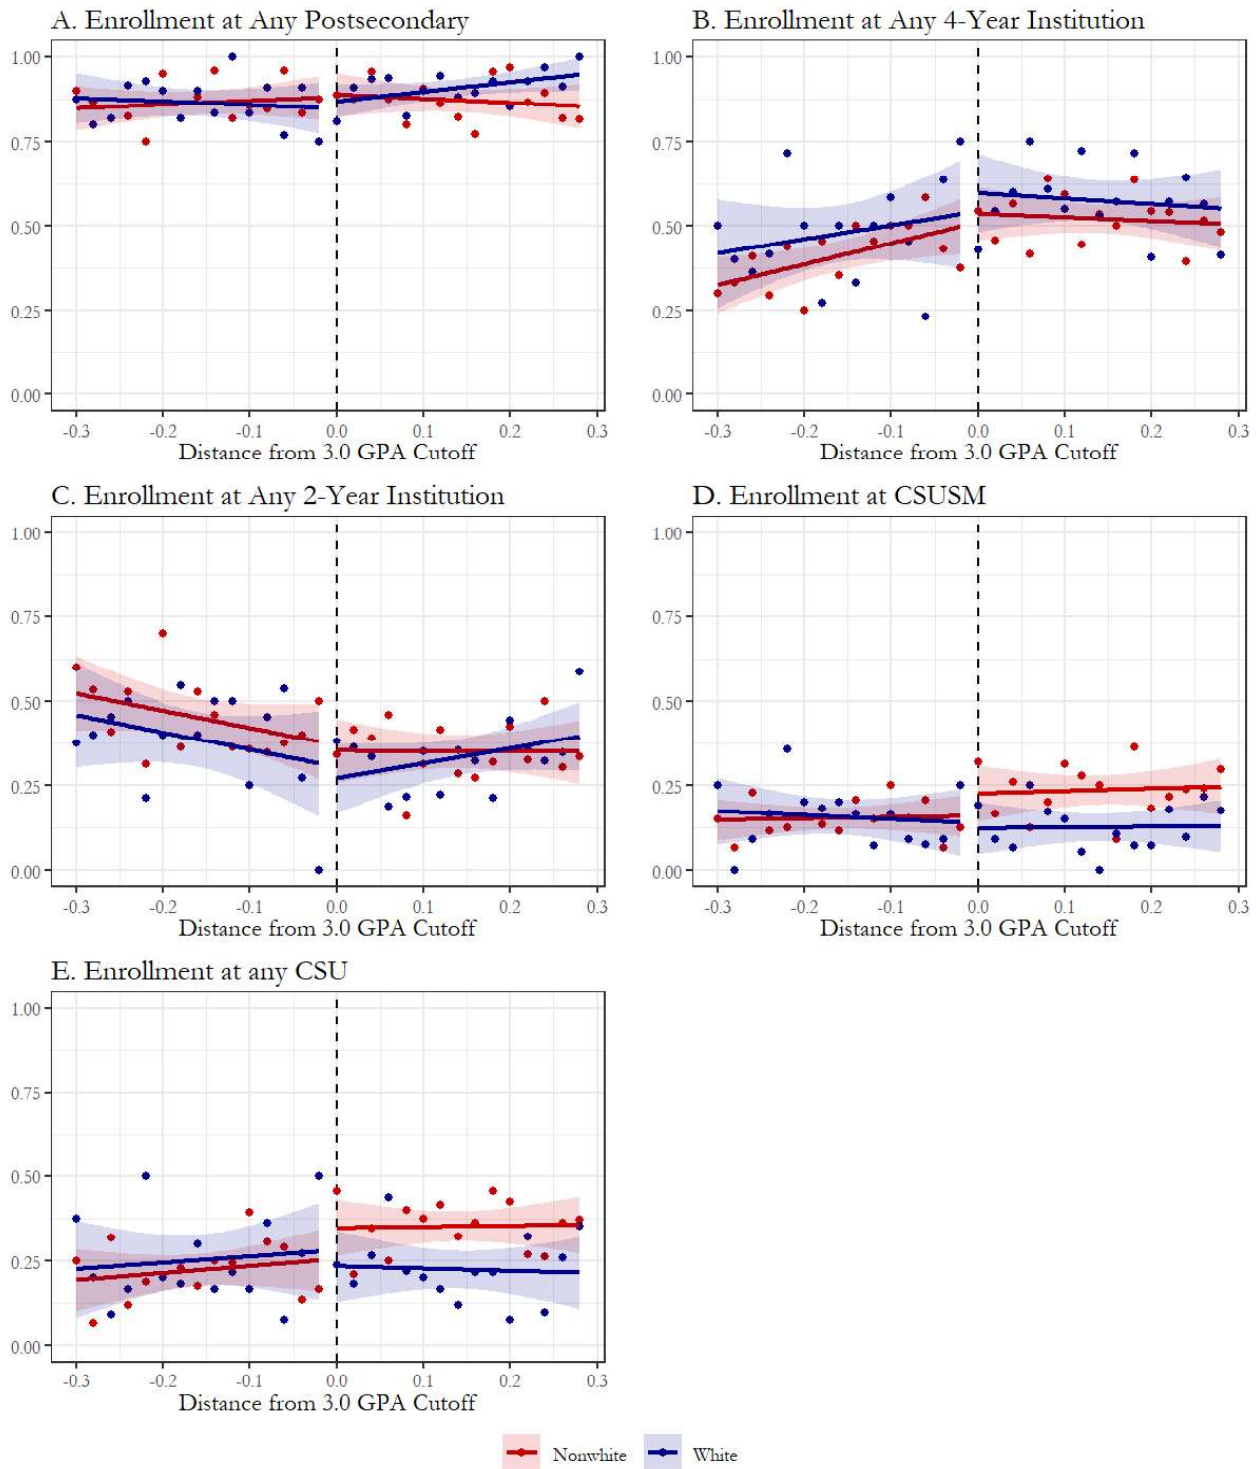 A. Enrollment at Any Postsecondary
1.00
0.75
0.50
0.25
0.00
-0.3 -0.2 -0.1 0.0 0.1 0.2 0.3
Distance from 3.0 GPA Cutoff
B. Enrollment at Any 4-Year Institution
1.00
0.75
0.50
0.25
0.00
-0.3 -0.2 -0.1 0.0 0.1 0.2 0.3
Distance from 3.0 GPA Cutoff
C. Enrollment at Any 2-Year Institution
1.00
0.75
0.50
0.25
0.00
-0.3 -0.2 -0.1 0.0 0.1 0.2 0.3
Distance from 3.0 GPA Cutoff
D. Enrollment at CSUSM
1.00
0.75
0.50
0.25
0.00
-0.3 -0.2 -0.1 0.0 0.1 0.2 0.3
Distance from 3.0 GPA Cutoff
E. Enrollment at any CSU
1.00
0.75
0.50
0.25
0.00
-0.3 -0.2 -0.1 0.0 0.1 0.2 0.3
Distance from 3.0 GPA Cutoff
Nonwhite White